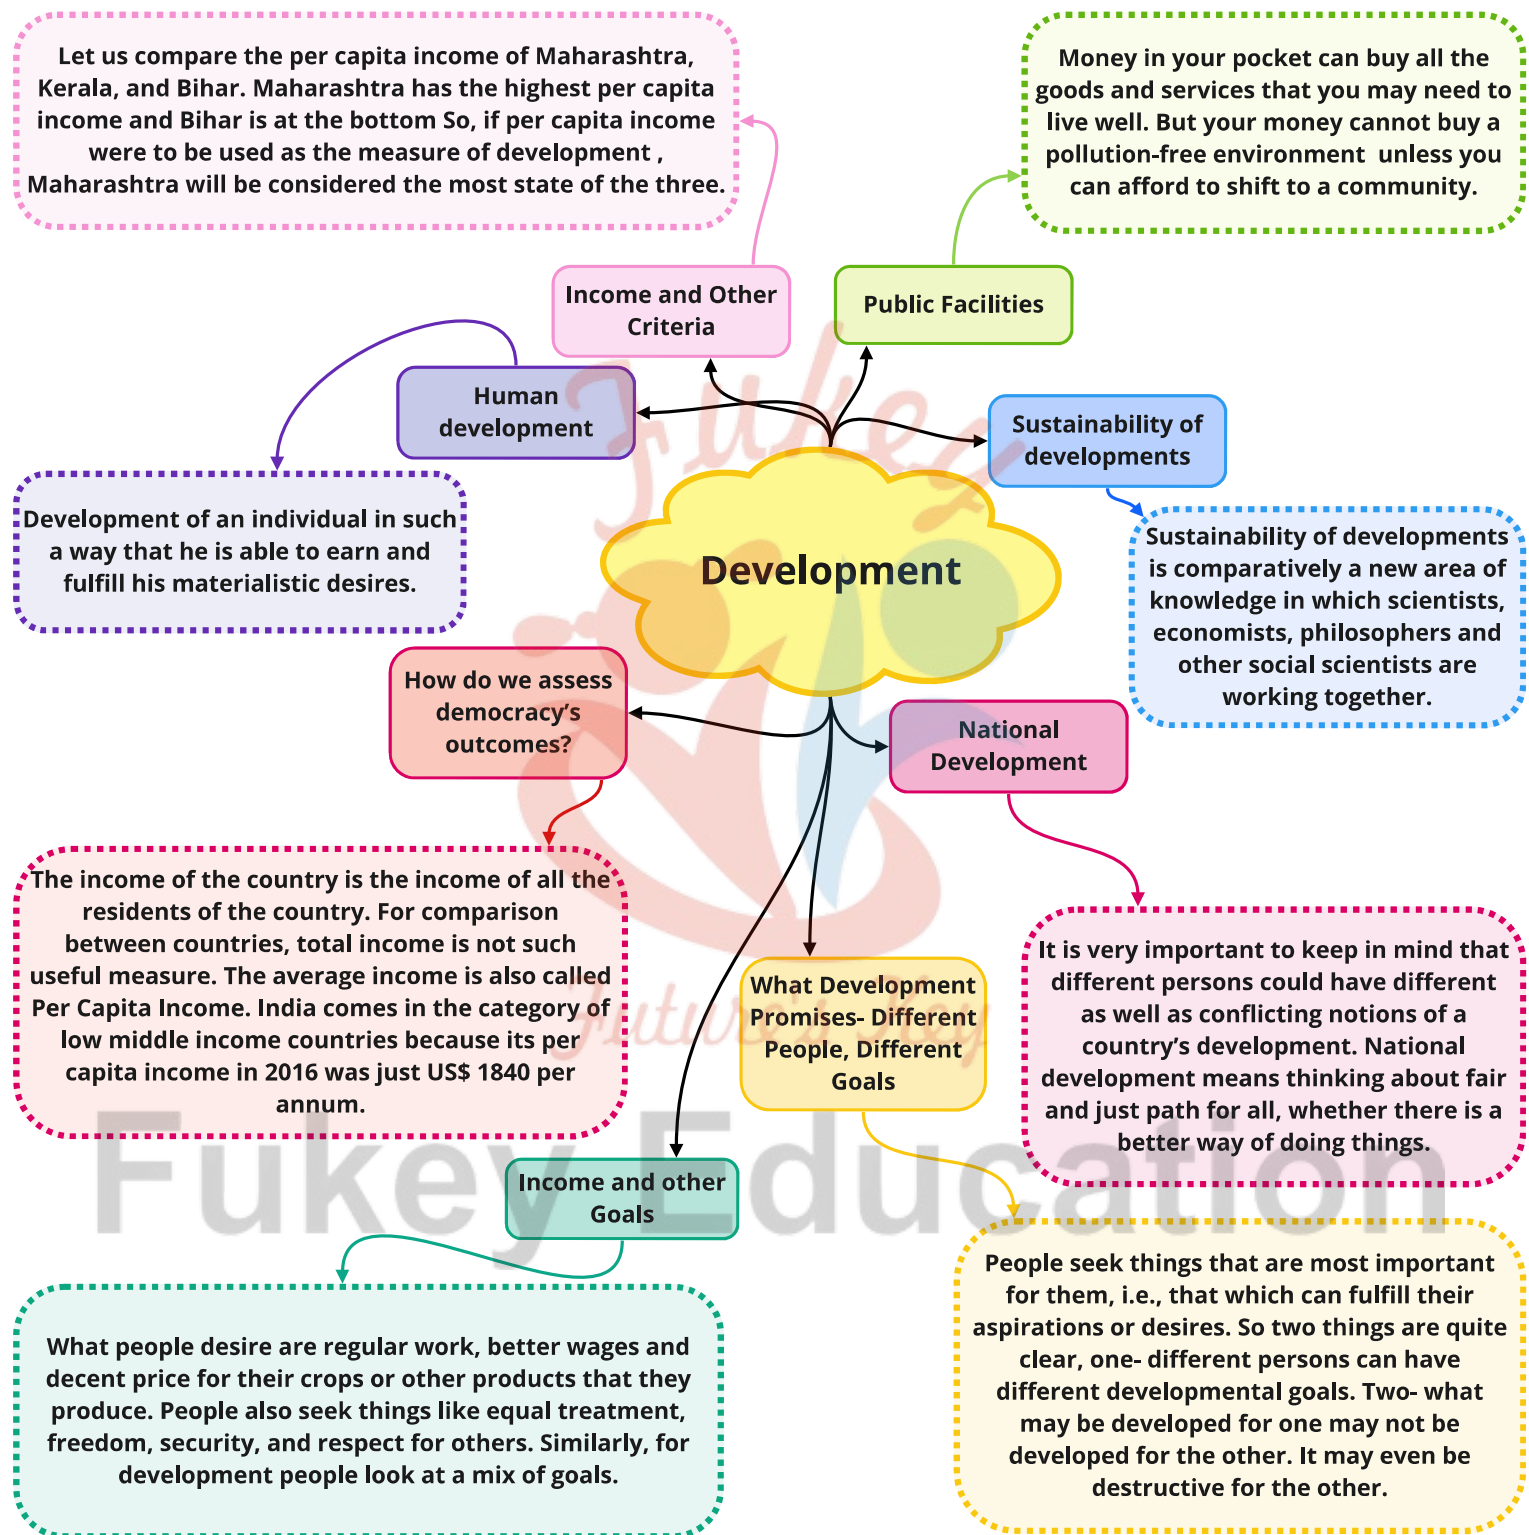 Let us compare the per capita income of Maharashtra,
Kerala, and Bihar. Maharashtra has the highest per capita
income and Bihar is at the bottom So, if per capita income
were to be used as the measure of development ,
Maharashtra will be considered the most state of the three.
Money in your pocket can buy all the
goods and services that you may need to
live well. But your money cannot buy a
pollution-free environment unless you
can afford to shift to a community.
Income and Other
Criteria
Public Facilities
Human
development
Sustainability of
developments
Development of an individual in such
a way that he is able to earn and
fulfill his materialistic desires.
Fukey
Development
Sustainability of developments
is comparatively a new area of
knowledge in which scientists,
economists, philosophers and
other social scientists are
working together.
How do we assess
democracy’s
outcomes?
National
Development
The income of the country is the income of all the
residents of the country. For comparison
between countries, total income is not such
useful measure. The average income is also called
Per Capita Income. India comes in the category of
low middle income countries because its per
capita income in 2016 was just US$ 1840 per
annum.
What Development
Promises- Different
People, Different
Goals
Future's Key
It is very important to keep in mind that
different persons could have different
as well as conflicting notions of a
country’s development. National
development means thinking about fair
and just path for all, whether there is a
better way of doing things.
Fukey Education
Income and other
Goals
What people desire are regular work, better wages and
decent price for their crops or other products that they
produce. People also seek things like equal treatment,
freedom, security, and respect for others. Similarly, for
development people look at a mix of goals.
People seek things that are most important
for them, i.e., that which can fulfill their
aspirations or desires. So two things are quite
clear, one- different persons can have
different developmental goals. Two- what
may be developed for one may not be
developed for the other. It may even be
destructive for the other.